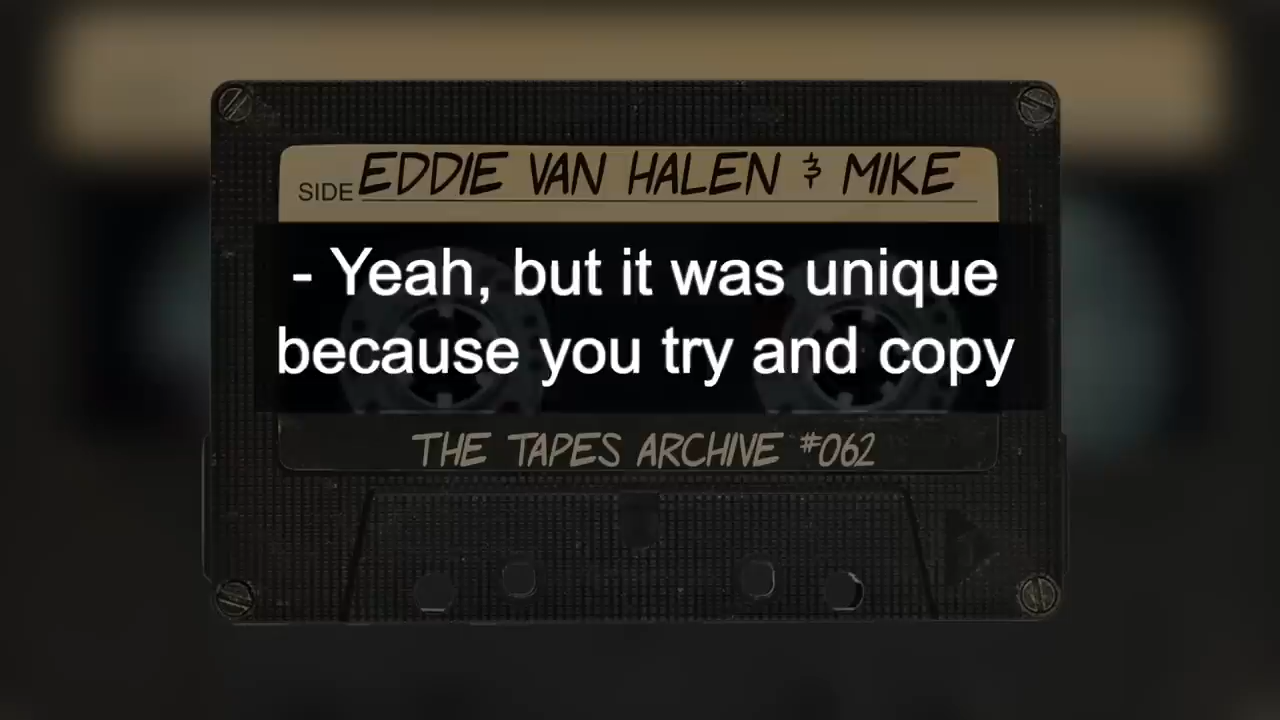 SIDE EDDIE VAN HALEN & MIKE
- Yeah, but it was unique
because you try and copy
THE TAPES ARCHIVE #062